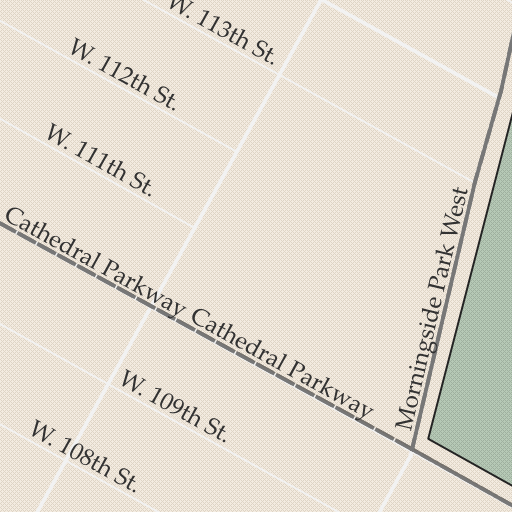 W. 113th St.
W. 112th St.
W. 111th St.
Cathedral Parkway Cathedral Parkway
Morningside Park West
W. 109th St.
W. 108th St.